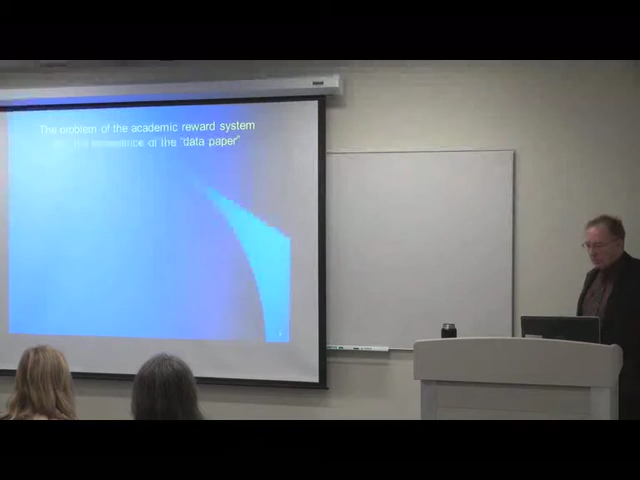 The problem of the academic reward system
the emergence of the "data paper"